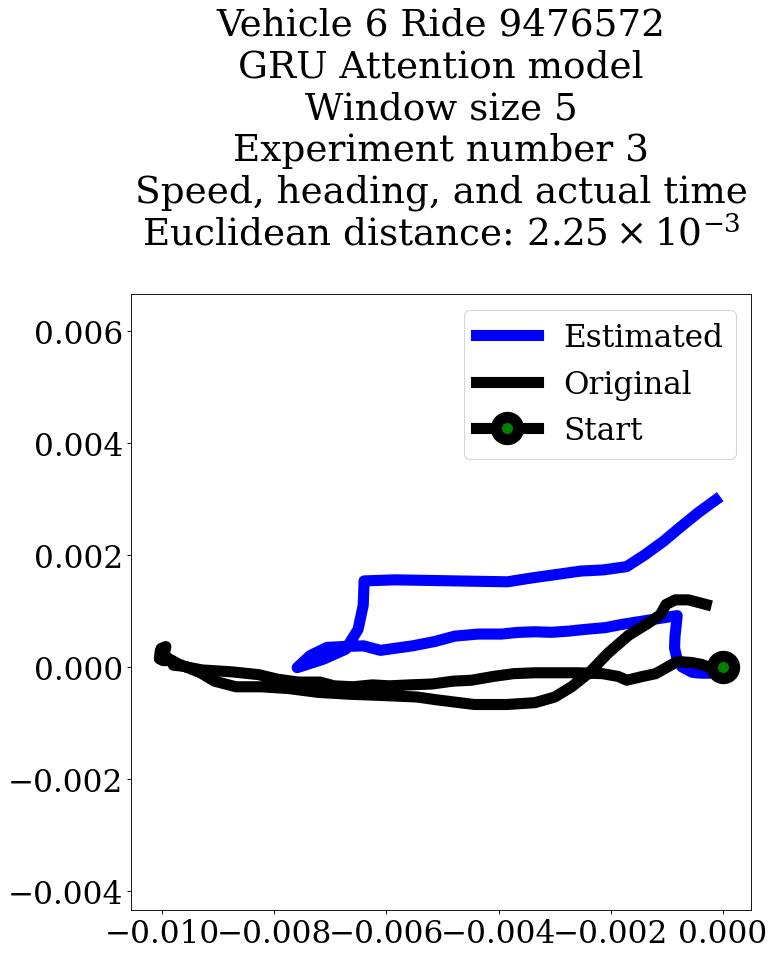 Vehicle 6 Ride 9476572
GRU Attention model
Window size 5
Experiment number 3
Speed, heading, and actual time
Euclidean distance: 2.25 × 10⁻³
Estimated
Original
Start
0.006
0.004
0.002
0.000
−0.002
−0.004
−0.010 −0.008 −0.006 −0.004 −0.002 0.000